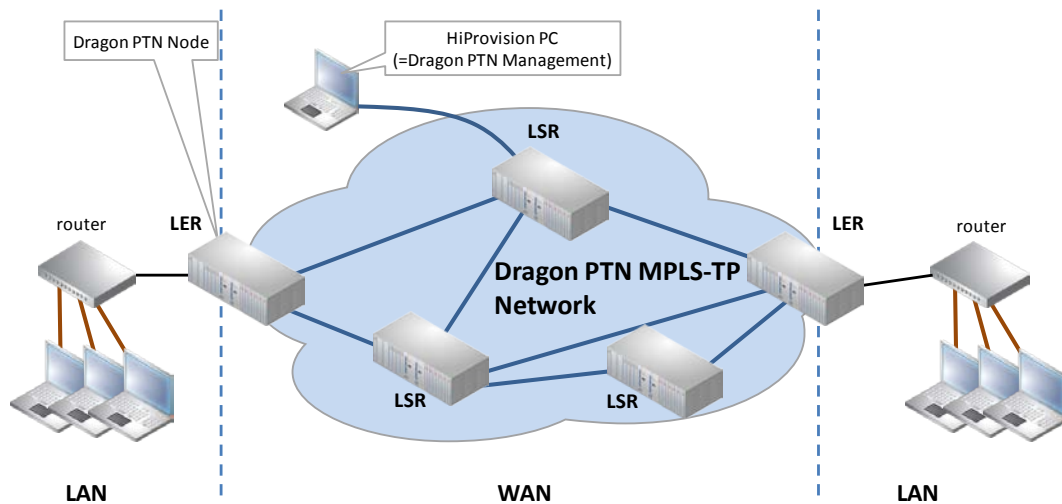 Dragon PTN Node
HiProvision PC
(=Dragon PTN Management)
LSR
router
LER
LER
router
Dragon PTN MPLS-TP
Network
LSR
LSR
LAN
WAN
LAN